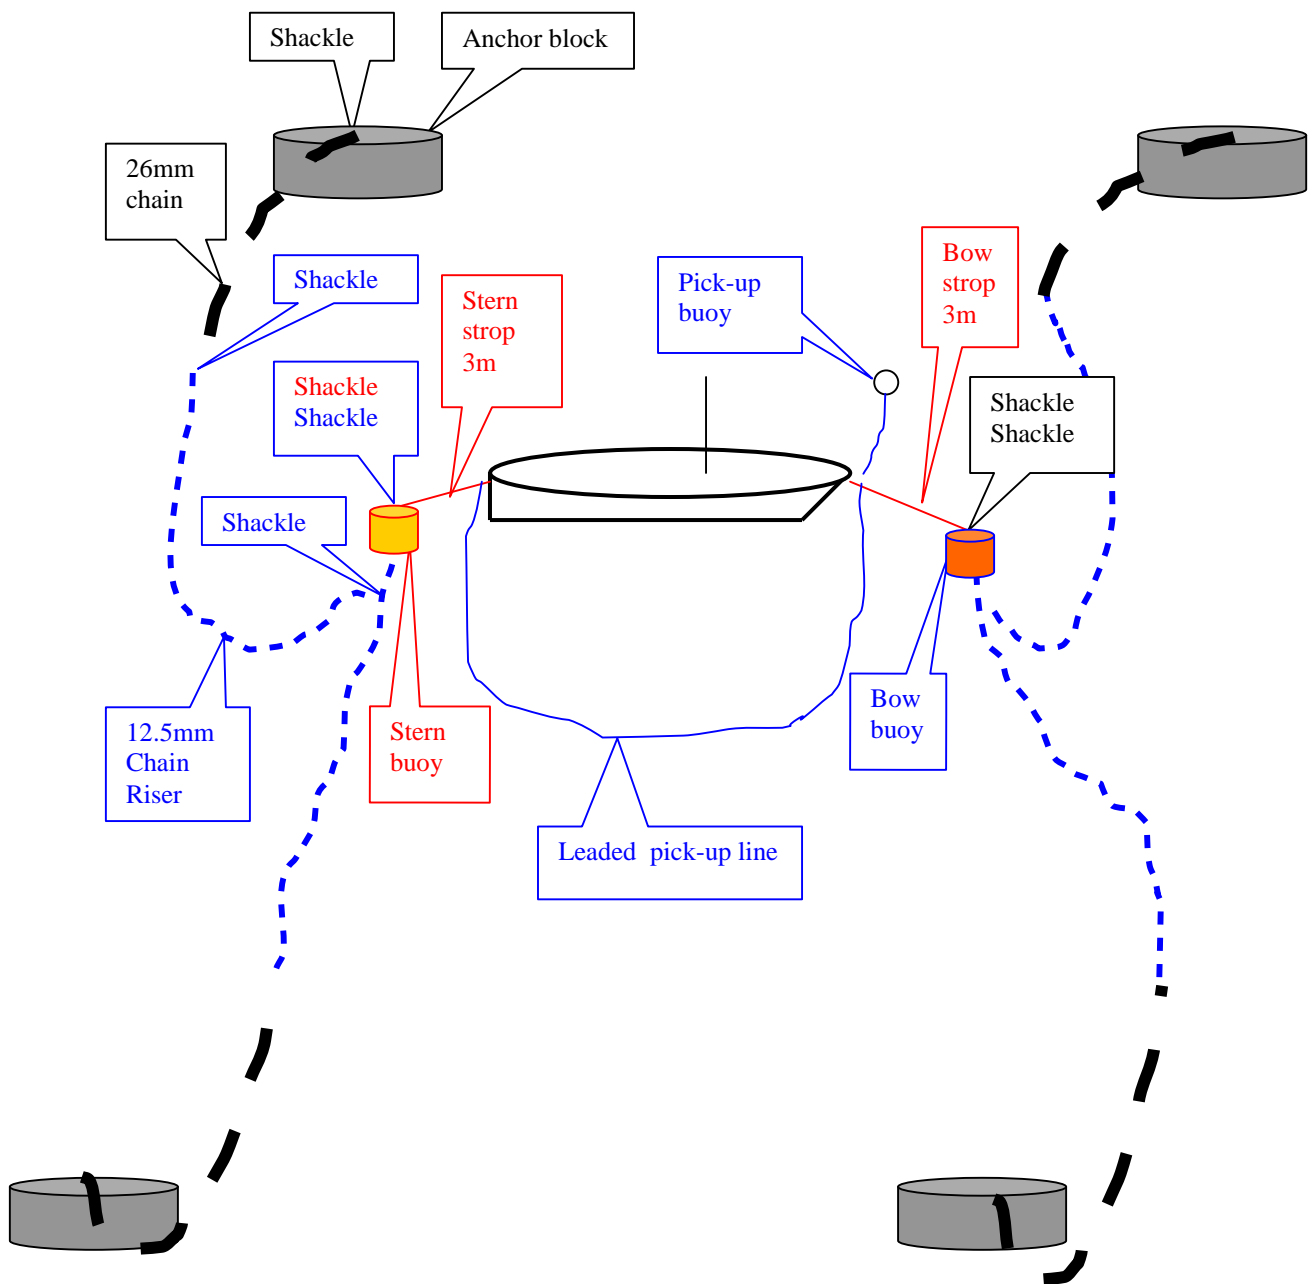 Shackle
Anchor block
26mm
chain
Shackle
Stern
strop
3m
Pick-up
buoy
Bow
strop
3m
Shackle
Shackle
Shackle
Shackle
Shackle
12.5mm
Chain
Riser
Stern
buoy
Bow
buoy
Leaded  pick-up line